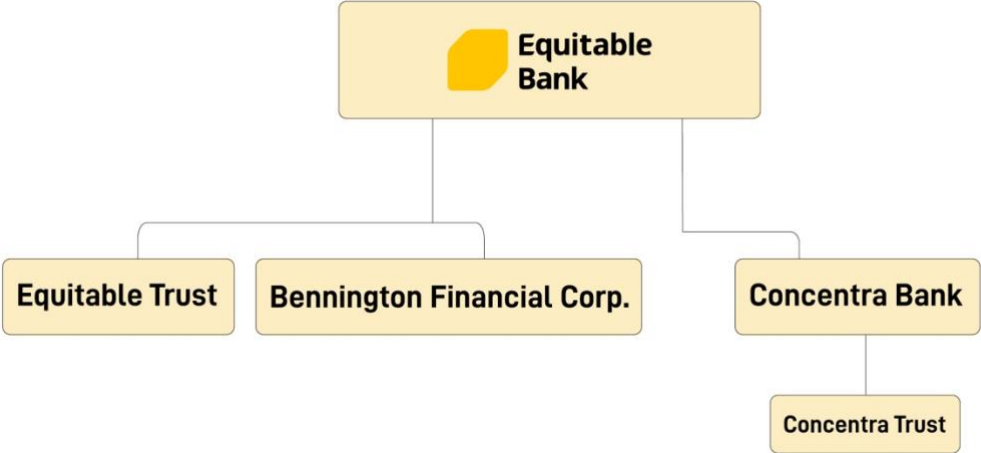 Equitable
Bank
Equitable Trust
Bennington Financial Corp.
Concentra Bank
Concentra Trust